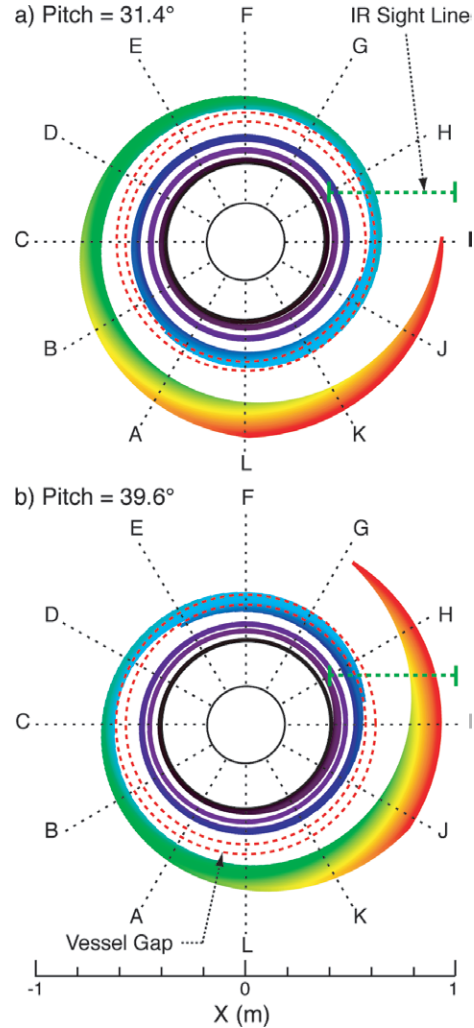 a) Pitch = 31.4°
IR Sight Line
F
E
G
D
H
C
I
B
J
A
K
L
b) Pitch = 39.6°
F
E
G
D
H
C
I
B
J
A
K
Vessel Gap
L
-1
0
1
X (m)